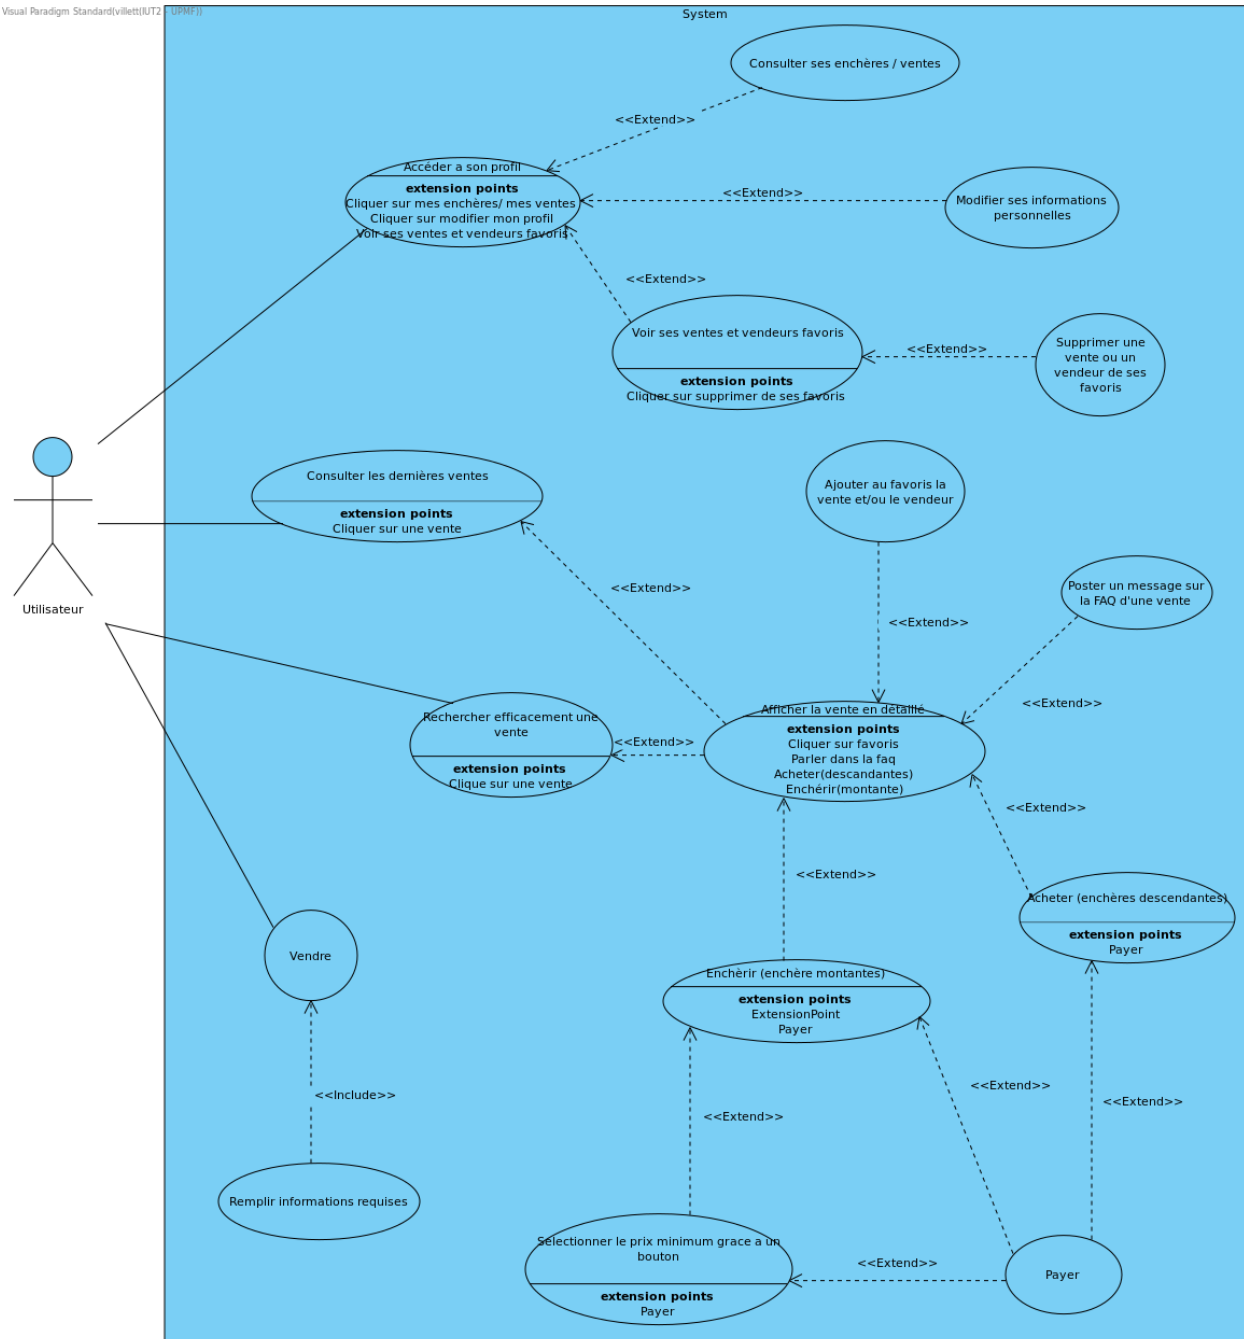 Visual Paradigm Standard(villett(IUT2 - UPMF))
System
Consulter ses enchères / ventes
<<Extend>>
Accéder a son profil
extension points
Cliquer sur mes enchères/ mes ventes
Cliquer sur modifier mon profil
Voir ses ventes et vendeurs favoris
<<Extend>>
Modifier ses informations
personnelles
<<Extend>>
Voir ses ventes et vendeurs favoris
extension points
Cliquer sur supprimer de ses favoris
<<Extend>>
Supprimer une
vente ou un
vendeur de ses
favoris
Utilisateur
Consulter les dernières ventes
extension points
Cliquer sur une vente
Ajouter au favoris la
vente et/ou le vendeur
<<Extend>>
<<Extend>>
Poster un message sur
la FAQ d'une vente
<<Extend>>
Rechercher efficacement une
vente
extension points
Clique sur une vente
<<Extend>>
Afficher la vente en détaillé
extension points
Cliquer sur favoris
Parler dans la faq
Acheter(descandantes)
Enchérir(montante)
<<Extend>>
<<Extend>>
Acheter (enchères descendantes)
extension points
Payer
Vendre
Enchèrir (enchère montantes)
extension points
ExtensionPoint
Payer
<<Include>>
<<Extend>>
<<Extend>>
<<Extend>>
Remplir informations requises
Sélectionner le prix minimum grace a un
bouton
extension points
Payer
<<Extend>>
Payer